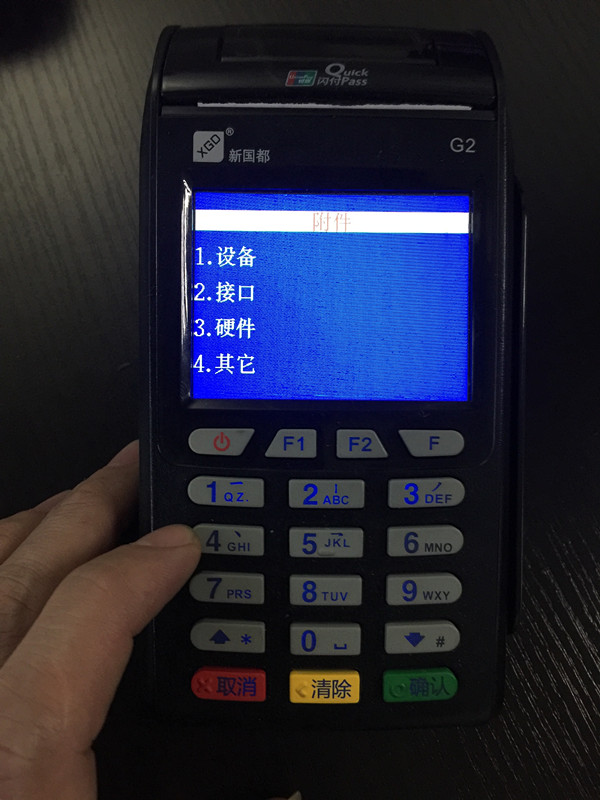 Quick
闪付Pass
XGD
®
新国都
G2
附件
1.设备
2.接口
3.硬件
4.其它
F1 F2 F
1 QZ. 2 ABC 3 DEF
4 GHI 5 JKL 6 MNO
7 PRS 8 TUV 9 WXY
* 0 #
取消 清除 确认